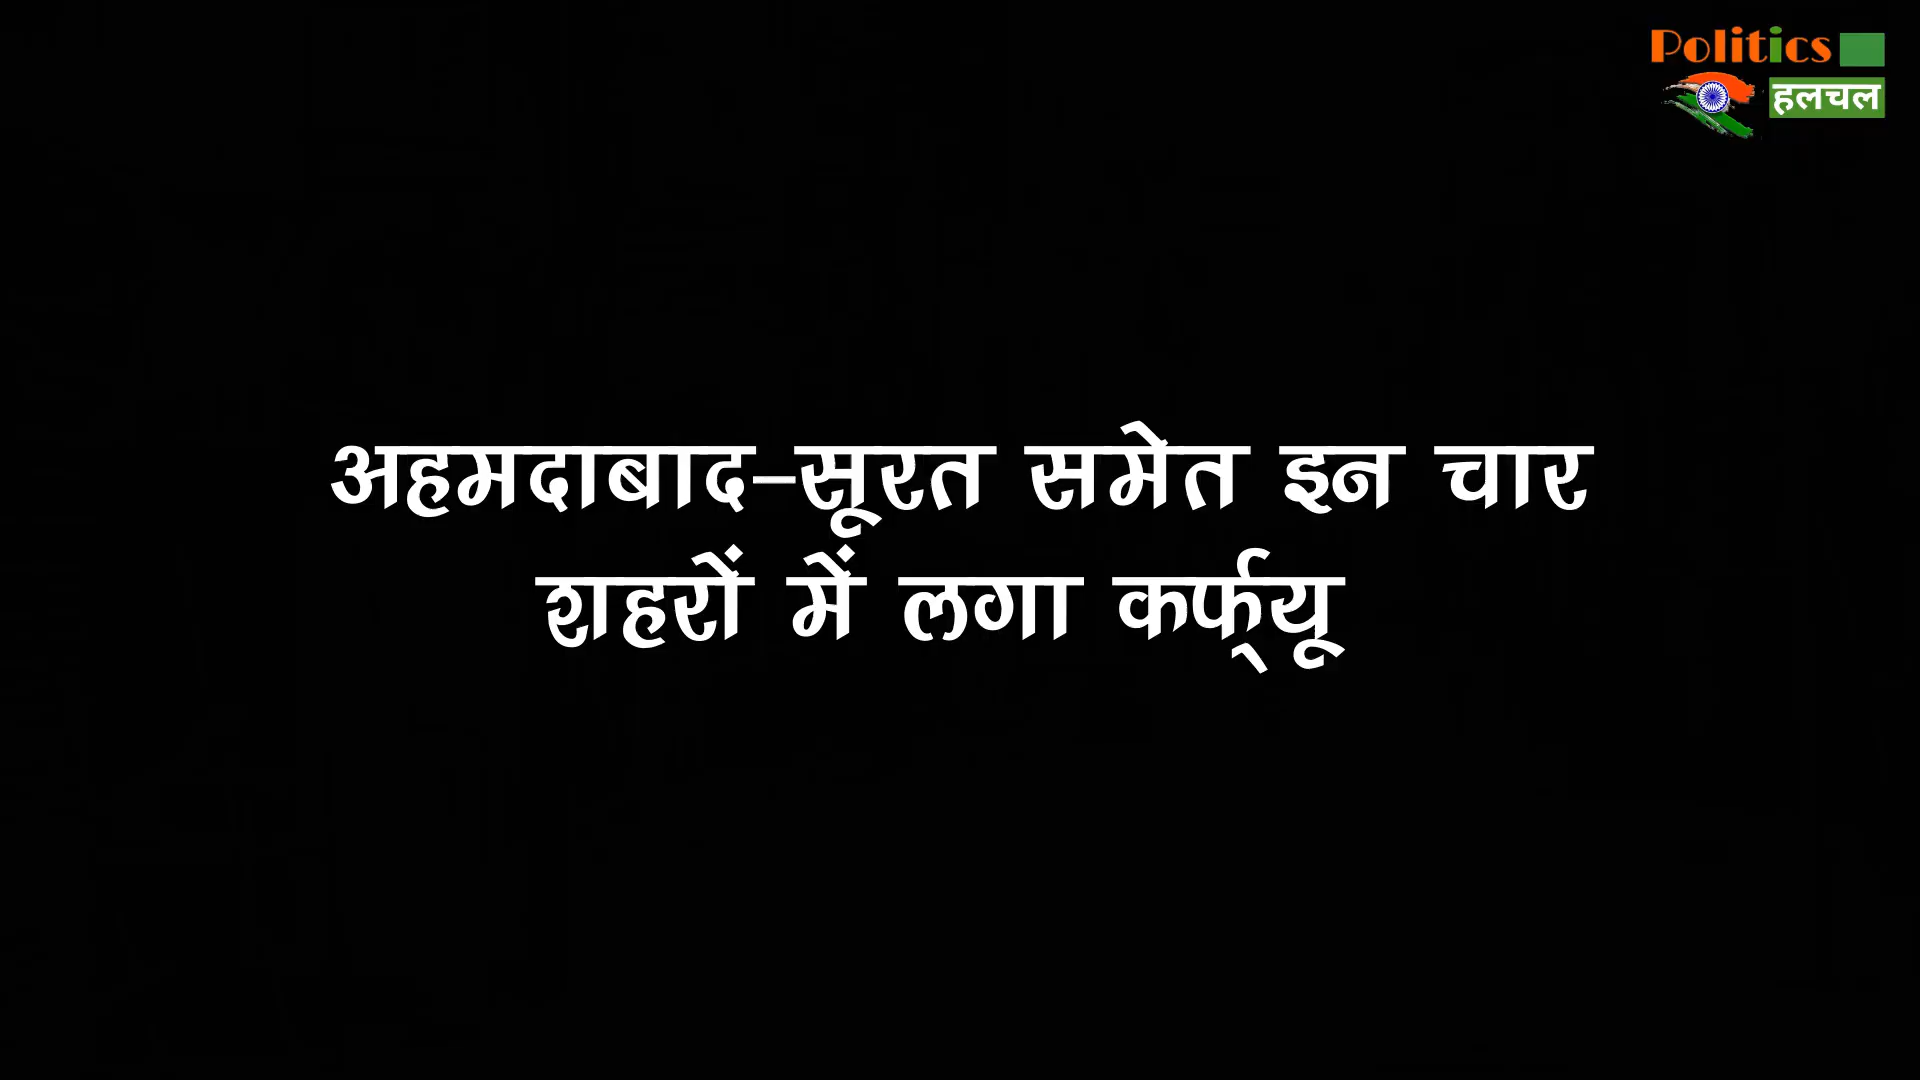 Politics
हलचल
अहमदाबाद–सूरत समेत इन चार
शहरों में लगा कर्फ्यू